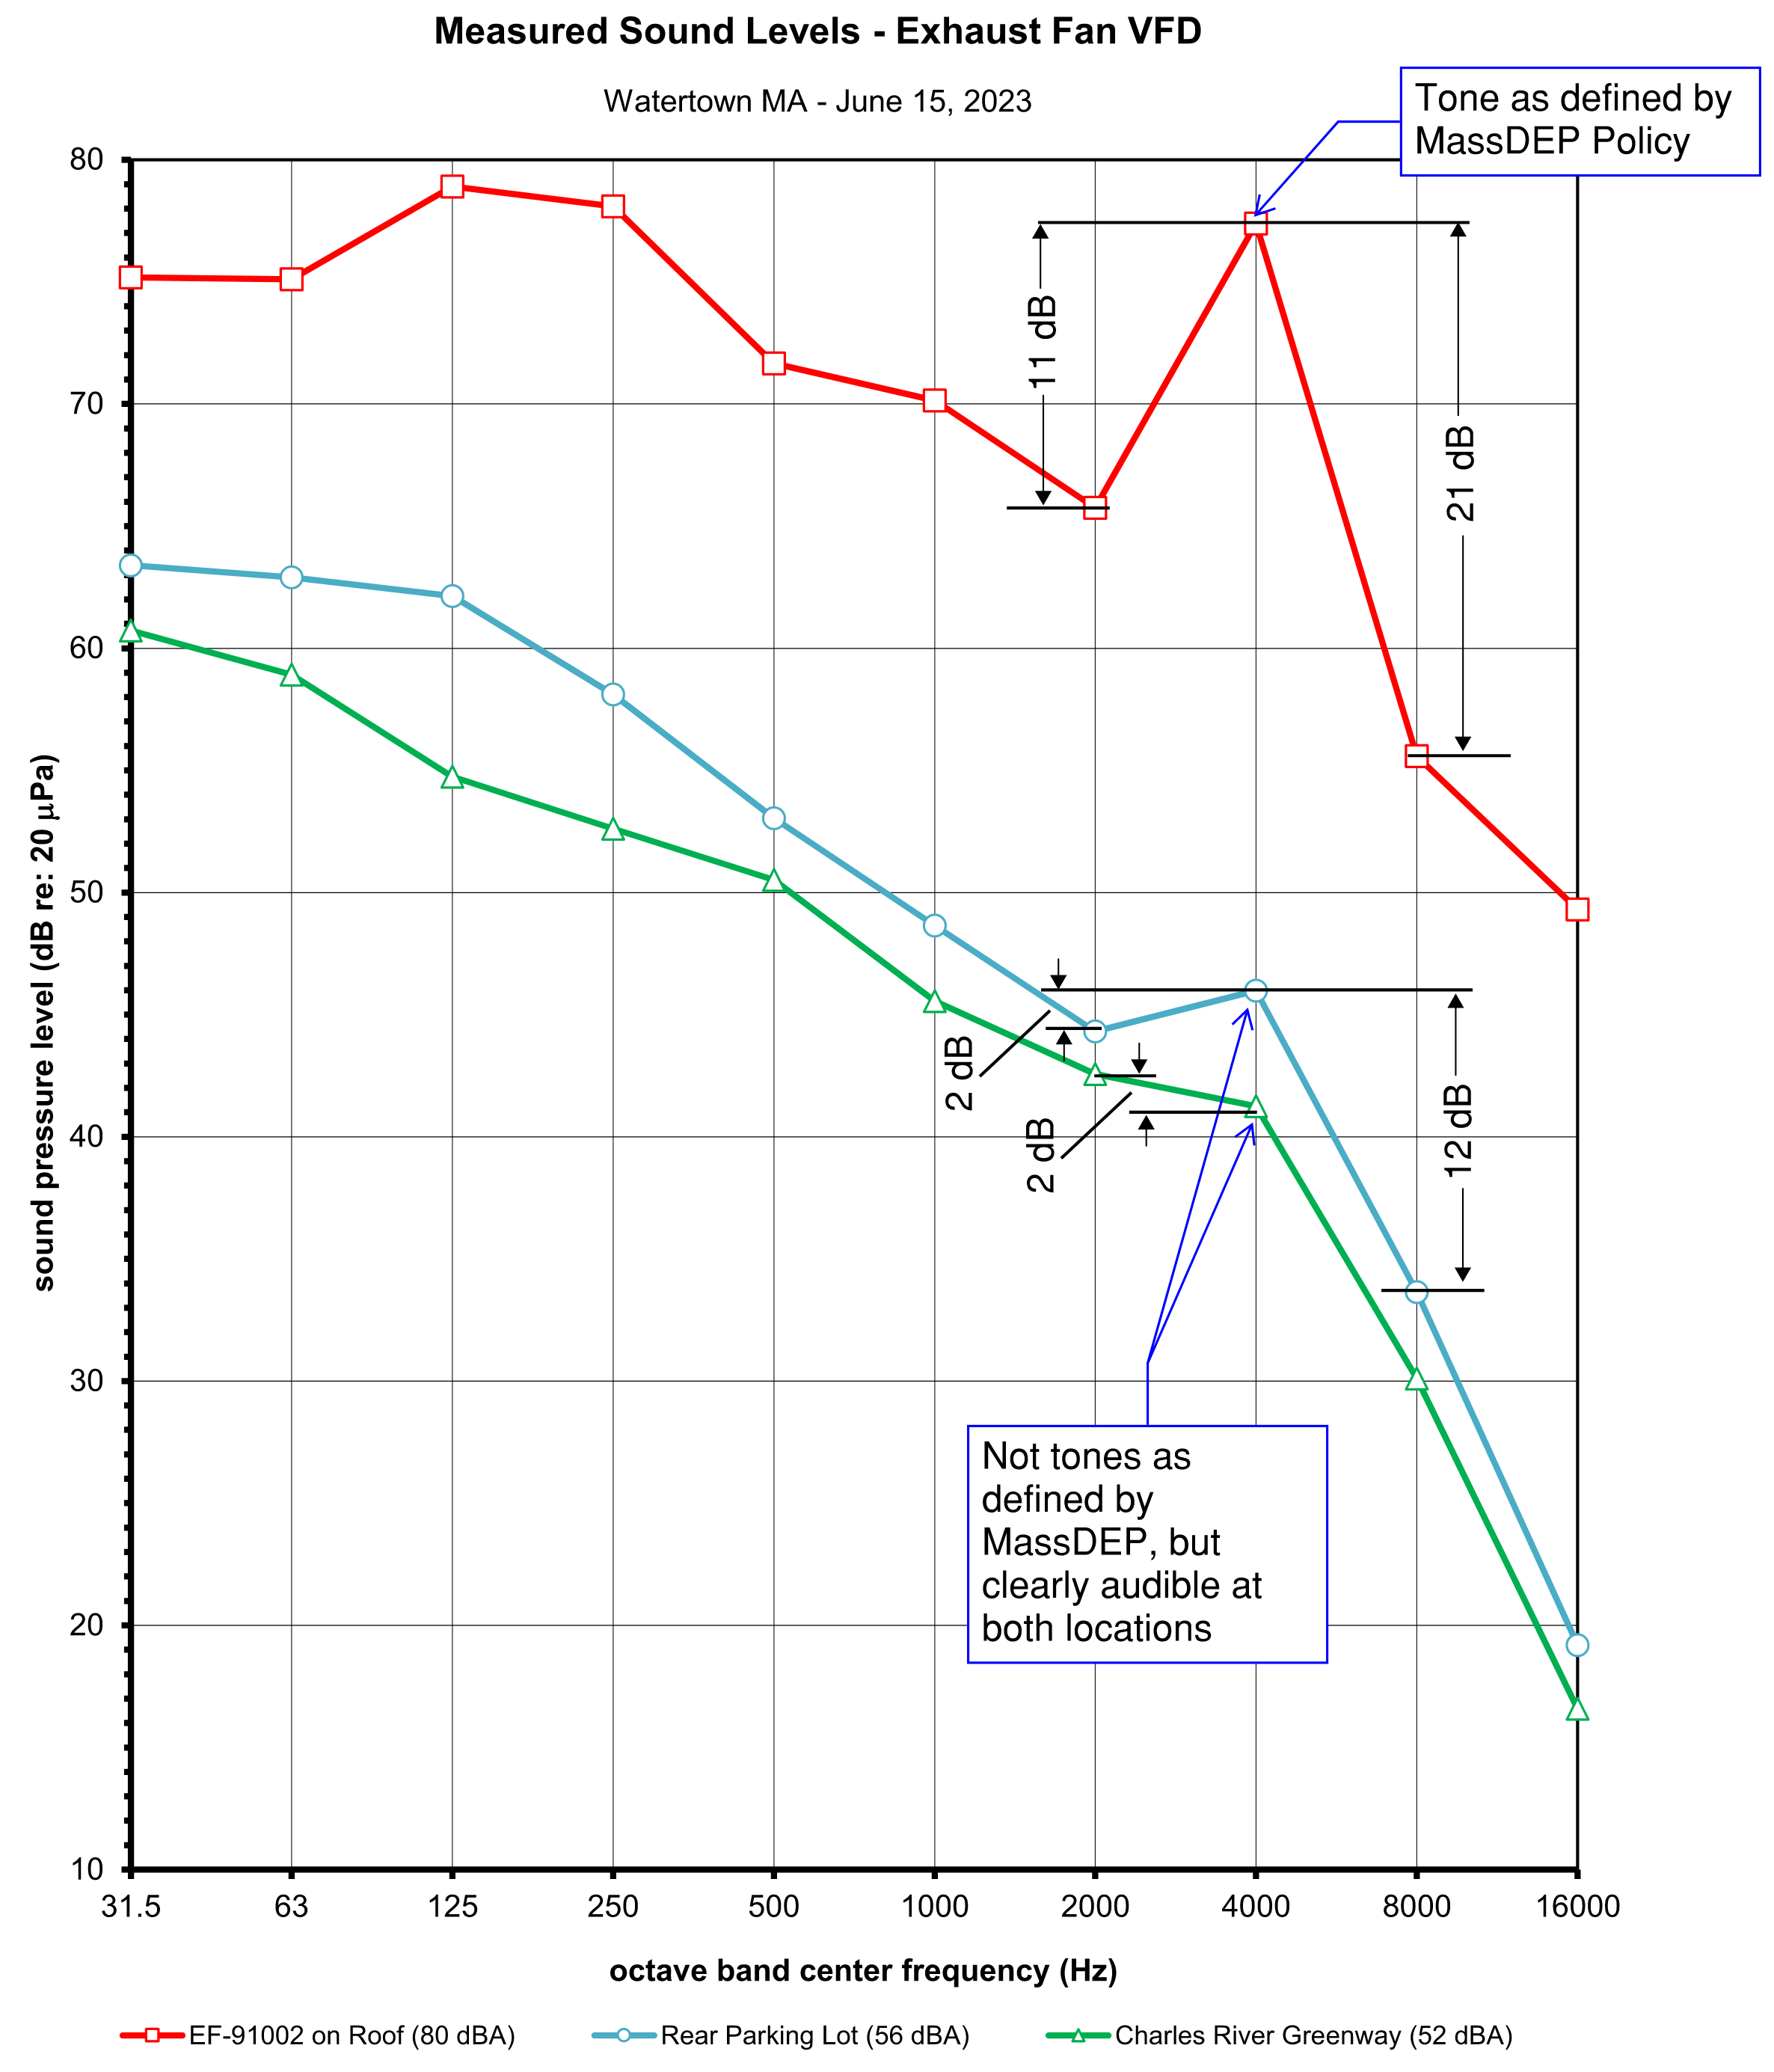 Measured Sound Levels - Exhaust Fan VFD
Watertown MA - June 15, 2023
Tone as defined by
MassDEP Policy
80
70
60
50
40
30
20
10
sound pressure level (dB re: 20 µPa)
11 dB
21 dB
2 dB
2 dB
12 dB
Not tones as
defined by
MassDEP, but
clearly audible at
both locations
31.5 63 125 250 500 1000 2000 4000 8000 16000
octave band center frequency (Hz)
EF-91002 on Roof (80 dBA) Rear Parking Lot (56 dBA) Charles River Greenway (52 dBA)